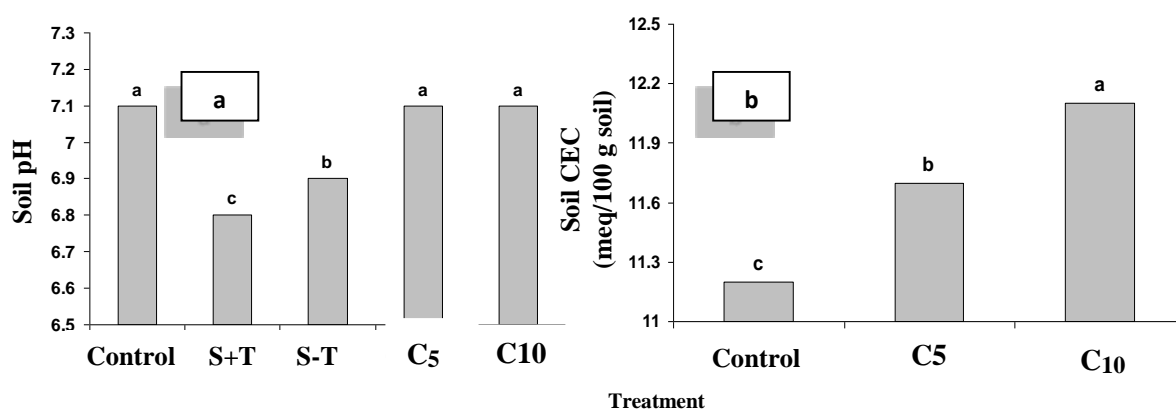 7.3
7.2
7.1
7
6.9
6.8
6.7
6.6
6.5
Soil pH
a
a
c
b
a
a
Control S+T S-T C5 C10
12.5
12.2
11.9
11.6
11.3
11
Soil CEC
(meq/100 g soil)
b
c
b
a
Control C5 C10
Treatment